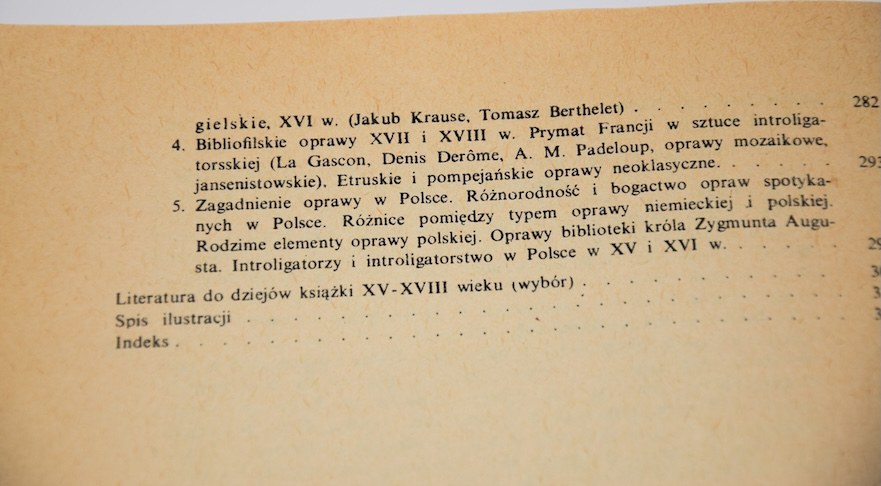 gielskie, XVI w. (Jakub Krause, Tomasz Berthelet) . . . . . . . . . 282
4. Bibliofilskie oprawy XVII i XVIII w. Prymat Francji w sztuce introliga-
torsskiej (La Gascon, Denis Derôme, A. M. Padeloup, oprawy mozaikowe,
jansenistowskie). Etruskie i pompejańskie oprawy neoklasyczne. . . . . . 293
5. Zagadnienie oprawy w Polsce. Różnorodność i bogactwo opraw spotyka-
nych w Polsce. Różnice pomiędzy typem oprawy niemieckiej i polskiej.
Rodzime elementy oprawy polskiej. Oprawy biblioteki króla Zygmunta Augu-
sta. Introligatorzy i introligatorstwo w Polsce w XV i XVI w. . . . . .
Literatura do dziejów książki XV-XVIII wieku (wybór) . . . . . . . . . .
Spis ilustracji . . . . . . . . . . . . . . . . . . . .
Indeks . . . . . . . . . . . . . . . . . . . . . .